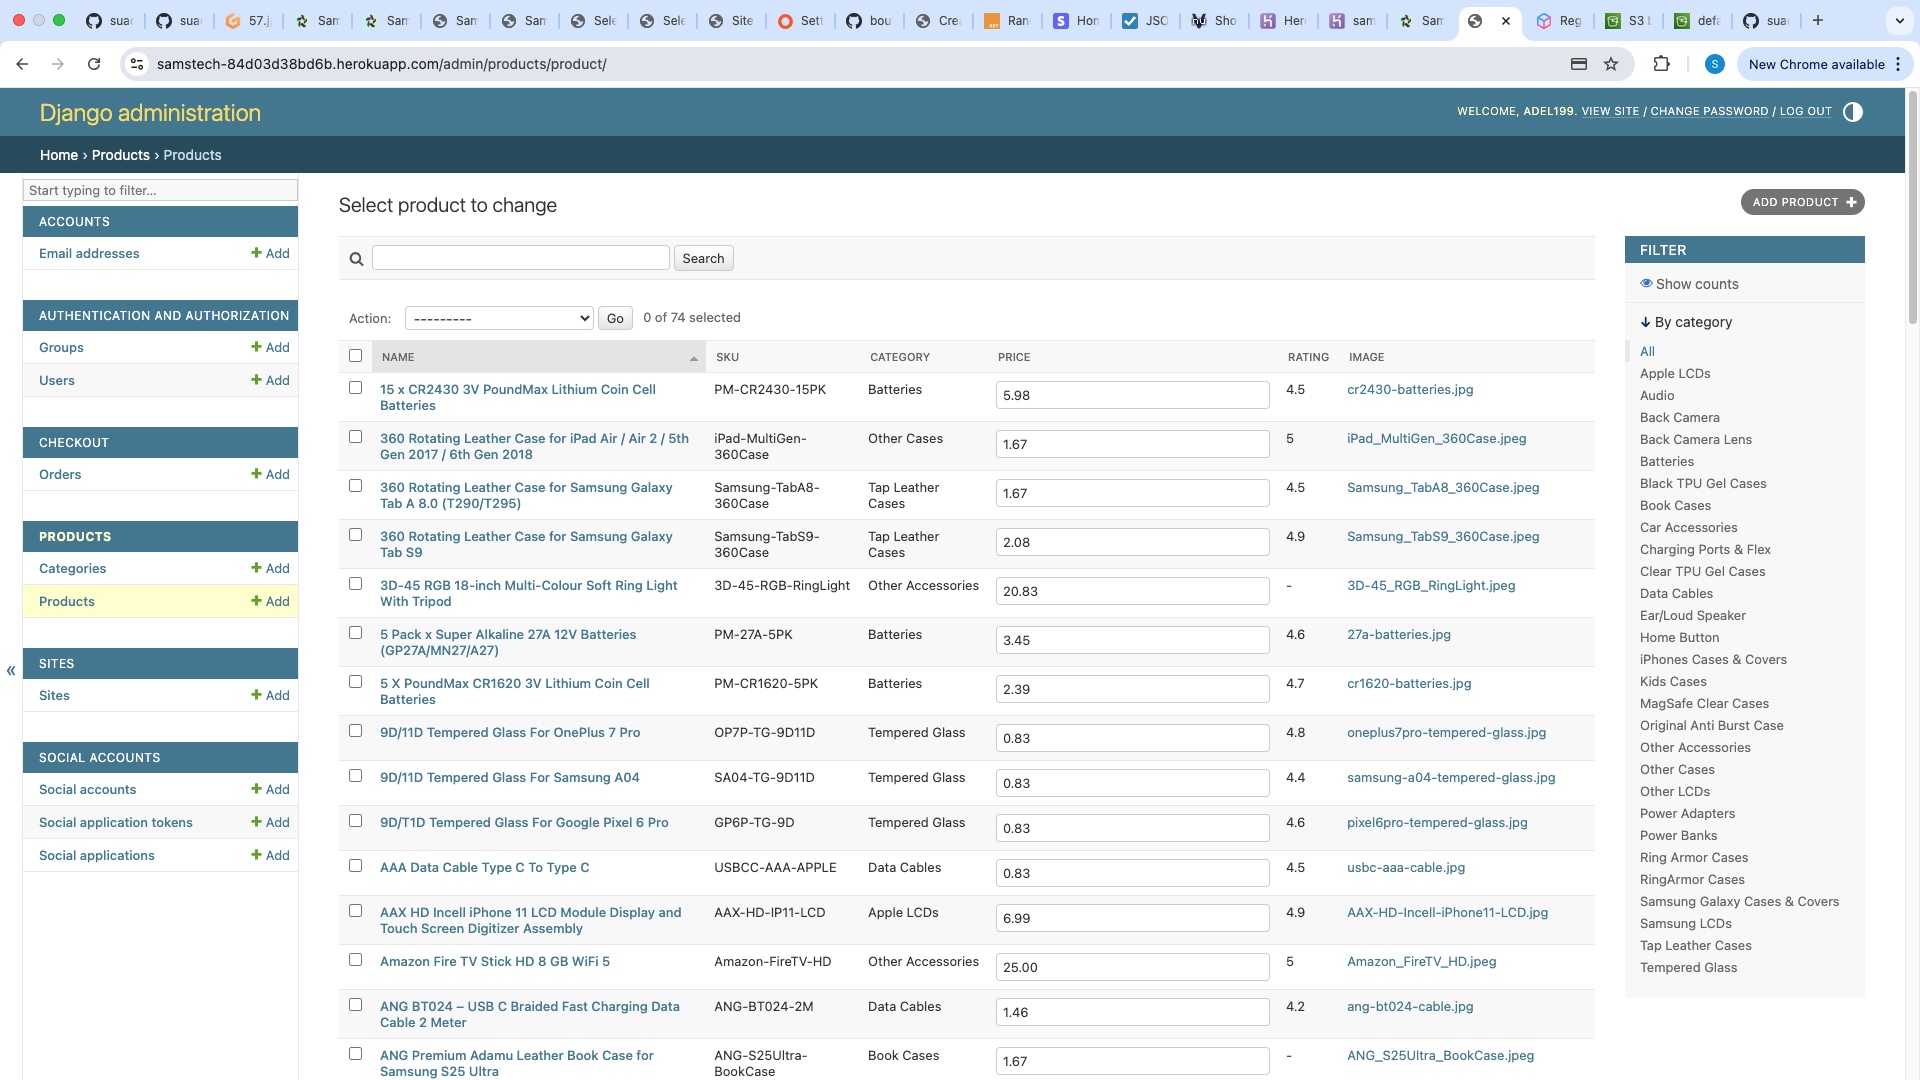 suac
suac
57.j
Sam
Sam
Sam
Sam
Sele
Sele
Site
Sett
bou
Crea
Ran
Hom
JSO
Sho
Her
sam
Sam
Reg
S3 b
defa
suac
samstech-84d03d38bd6b.herokuapp.com/admin/products/product/
S
New Chrome available
Django administration
WELCOME, ADEL199. VIEW SITE / CHANGE PASSWORD / LOG OUT
Home › Products › Products
Start typing to filter...
ACCOUNTS
Email addresses + Add
AUTHENTICATION AND AUTHORIZATION
Groups + Add
Users + Add
CHECKOUT
Orders + Add
PRODUCTS
Categories + Add
Products + Add
SITES
«
Sites + Add
SOCIAL ACCOUNTS
Social accounts + Add
Social application tokens + Add
Social applications + Add
Select product to change
ADD PRODUCT +
Search
Action: --------- Go 0 of 74 selected
NAME SKU CATEGORY PRICE RATING IMAGE
15 x CR2430 3V PoundMax Lithium Coin Cell Batteries PM-CR2430-15PK Batteries 5.98 4.5 cr2430-batteries.jpg
360 Rotating Leather Case for iPad Air / Air 2 / 5th Gen 2017 / 6th Gen 2018 iPad-MultiGen-360Case Other Cases 1.67 5 iPad_MultiGen_360Case.jpeg
360 Rotating Leather Case for Samsung Galaxy Tab A 8.0 (T290/T295) Samsung-TabA8-360Case Tap Leather Cases 1.67 4.5 Samsung_TabA8_360Case.jpeg
360 Rotating Leather Case for Samsung Galaxy Tab S9 Samsung-TabS9-360Case Tap Leather Cases 2.08 4.9 Samsung_TabS9_360Case.jpeg
3D-45 RGB 18-inch Multi-Colour Soft Ring Light With Tripod 3D-45-RGB-RingLight Other Accessories 20.83 - 3D-45_RGB_RingLight.jpeg
5 Pack x Super Alkaline 27A 12V Batteries (GP27A/MN27/A27) PM-27A-5PK Batteries 3.45 4.6 27a-batteries.jpg
5 X PoundMax CR1620 3V Lithium Coin Cell Batteries PM-CR1620-5PK Batteries 2.39 4.7 cr1620-batteries.jpg
9D/11D Tempered Glass For OnePlus 7 Pro OP7P-TG-9D11D Tempered Glass 0.83 4.8 oneplus7pro-tempered-glass.jpg
9D/11D Tempered Glass For Samsung A04 SA04-TG-9D11D Tempered Glass 0.83 4.4 samsung-a04-tempered-glass.jpg
9D/T1D Tempered Glass For Google Pixel 6 Pro GP6P-TG-9D Tempered Glass 0.83 4.6 pixel6pro-tempered-glass.jpg
AAA Data Cable Type C To Type C USBCC-AAA-APPLE Data Cables 0.83 4.5 usbc-aaa-cable.jpg
AAX HD Incell iPhone 11 LCD Module Display and Touch Screen Digitizer Assembly AAX-HD-IP11-LCD Apple LCDs 6.99 4.9 AAX-HD-Incell-iPhone11-LCD.jpg
Amazon Fire TV Stick HD 8 GB WiFi 5 Amazon-FireTV-HD Other Accessories 25.00 5 Amazon_FireTV_HD.jpeg
ANG BT024 – USB C Braided Fast Charging Data Cable 2 Meter ANG-BT024-2M Data Cables 1.46 4.2 ang-bt024-cable.jpg
ANG Premium Adamu Leather Book Case for Samsung S25 Ultra ANG-S25Ultra-BookCase Book Cases 1.67 - ANG_S25Ultra_BookCase.jpeg
FILTER
Show counts
↓ By category
All
Apple LCDs
Audio
Back Camera
Back Camera Lens
Batteries
Black TPU Gel Cases
Book Cases
Car Accessories
Charging Ports & Flex
Clear TPU Gel Cases
Data Cables
Ear/Loud Speaker
Home Button
iPhones Cases & Covers
Kids Cases
MagSafe Clear Cases
Original Anti Burst Case
Other Accessories
Other Cases
Other LCDs
Power Adapters
Power Banks
Ring Armor Cases
RingArmor Cases
Samsung Galaxy Cases & Covers
Samsung LCDs
Tap Leather Cases
Tempered Glass